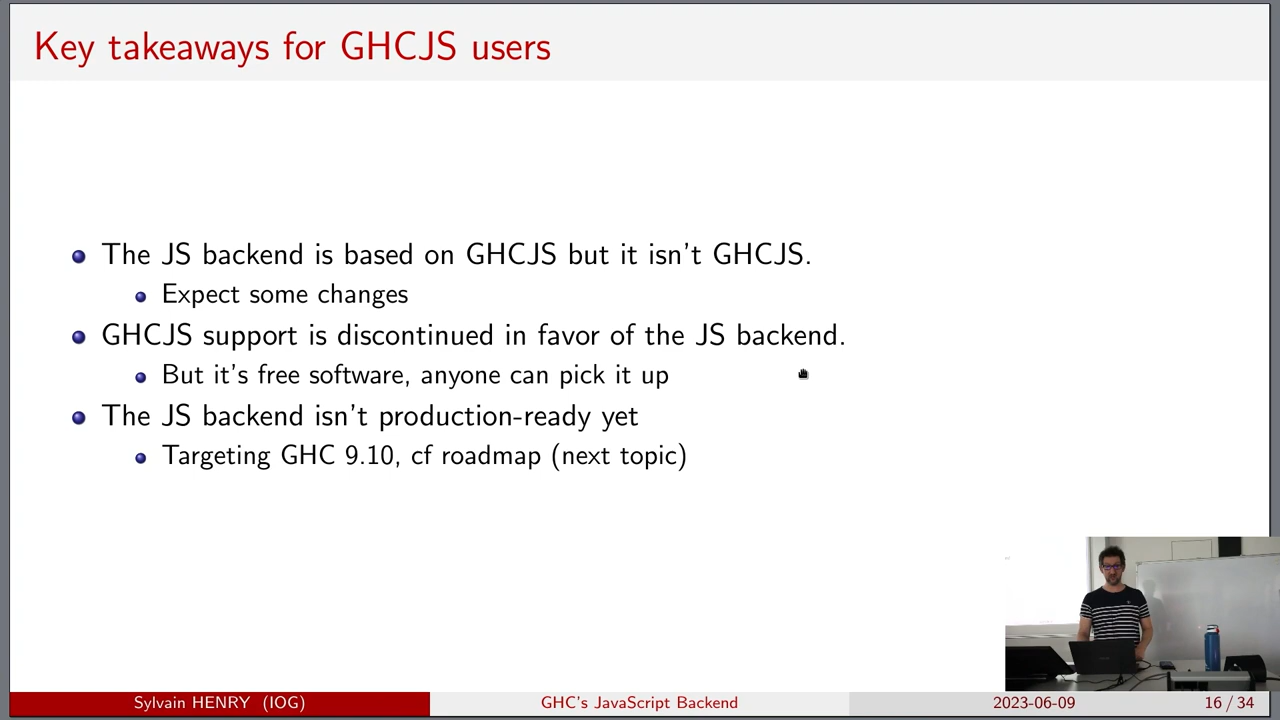 Key takeaways for GHCJS users
The JS backend is based on GHCJS but it isn't GHCJS.
Expect some changes
GHCJS support is discontinued in favor of the JS backend.
But it's free software, anyone can pick it up
The JS backend isn't production-ready yet
Targeting GHC 9.10, cf roadmap (next topic)
Sylvain HENRY (IOG)
GHC's JavaScript Backend
2023-06-09
16 / 34